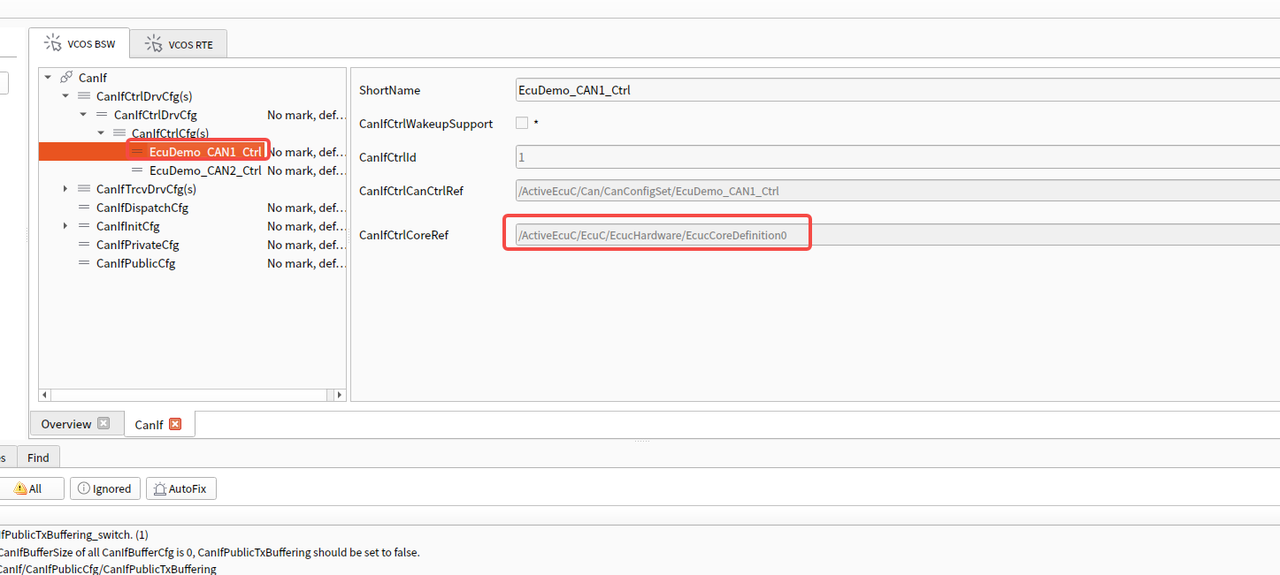 VCOS BSW VCOS RTE
CanIf
CanIfCtrlDrvCfg(s)
CanIfCtrlDrvCfg No mark, def...
CanIfCtrlCfg(s)
EcuDemo_CAN1_Ctrl No mark, def...
EcuDemo_CAN2_Ctrl No mark, def...
CanIfTrcvDrvCfg(s)
CanIfDispatchCfg No mark, def...
CanIfInitCfg No mark, def...
CanIfPrivateCfg No mark, def...
CanIfPublicCfg No mark, def...
ShortName EcuDemo_CAN1_Ctrl
CanIfCtrlWakeupSupport *
CanIfCtrlId 1
CanIfCtrlCanCtrlRef /ActiveEcuC/Can/CanConfigSet/EcuDemo_CAN1_Ctrl
CanIfCtrlCoreRef /ActiveEcuC/EcuC/EcucHardware/EcucCoreDefinition0
Overview CanIf
es Find
All Ignored AutoFix
IfPublicTxBuffering_switch. (1)
CanIfBufferSize of all CanIfBufferCfg is 0, CanIfPublicTxBuffering should be set to false.
CanIf/CanIfPublicCfg/CanIfPublicTxBuffering